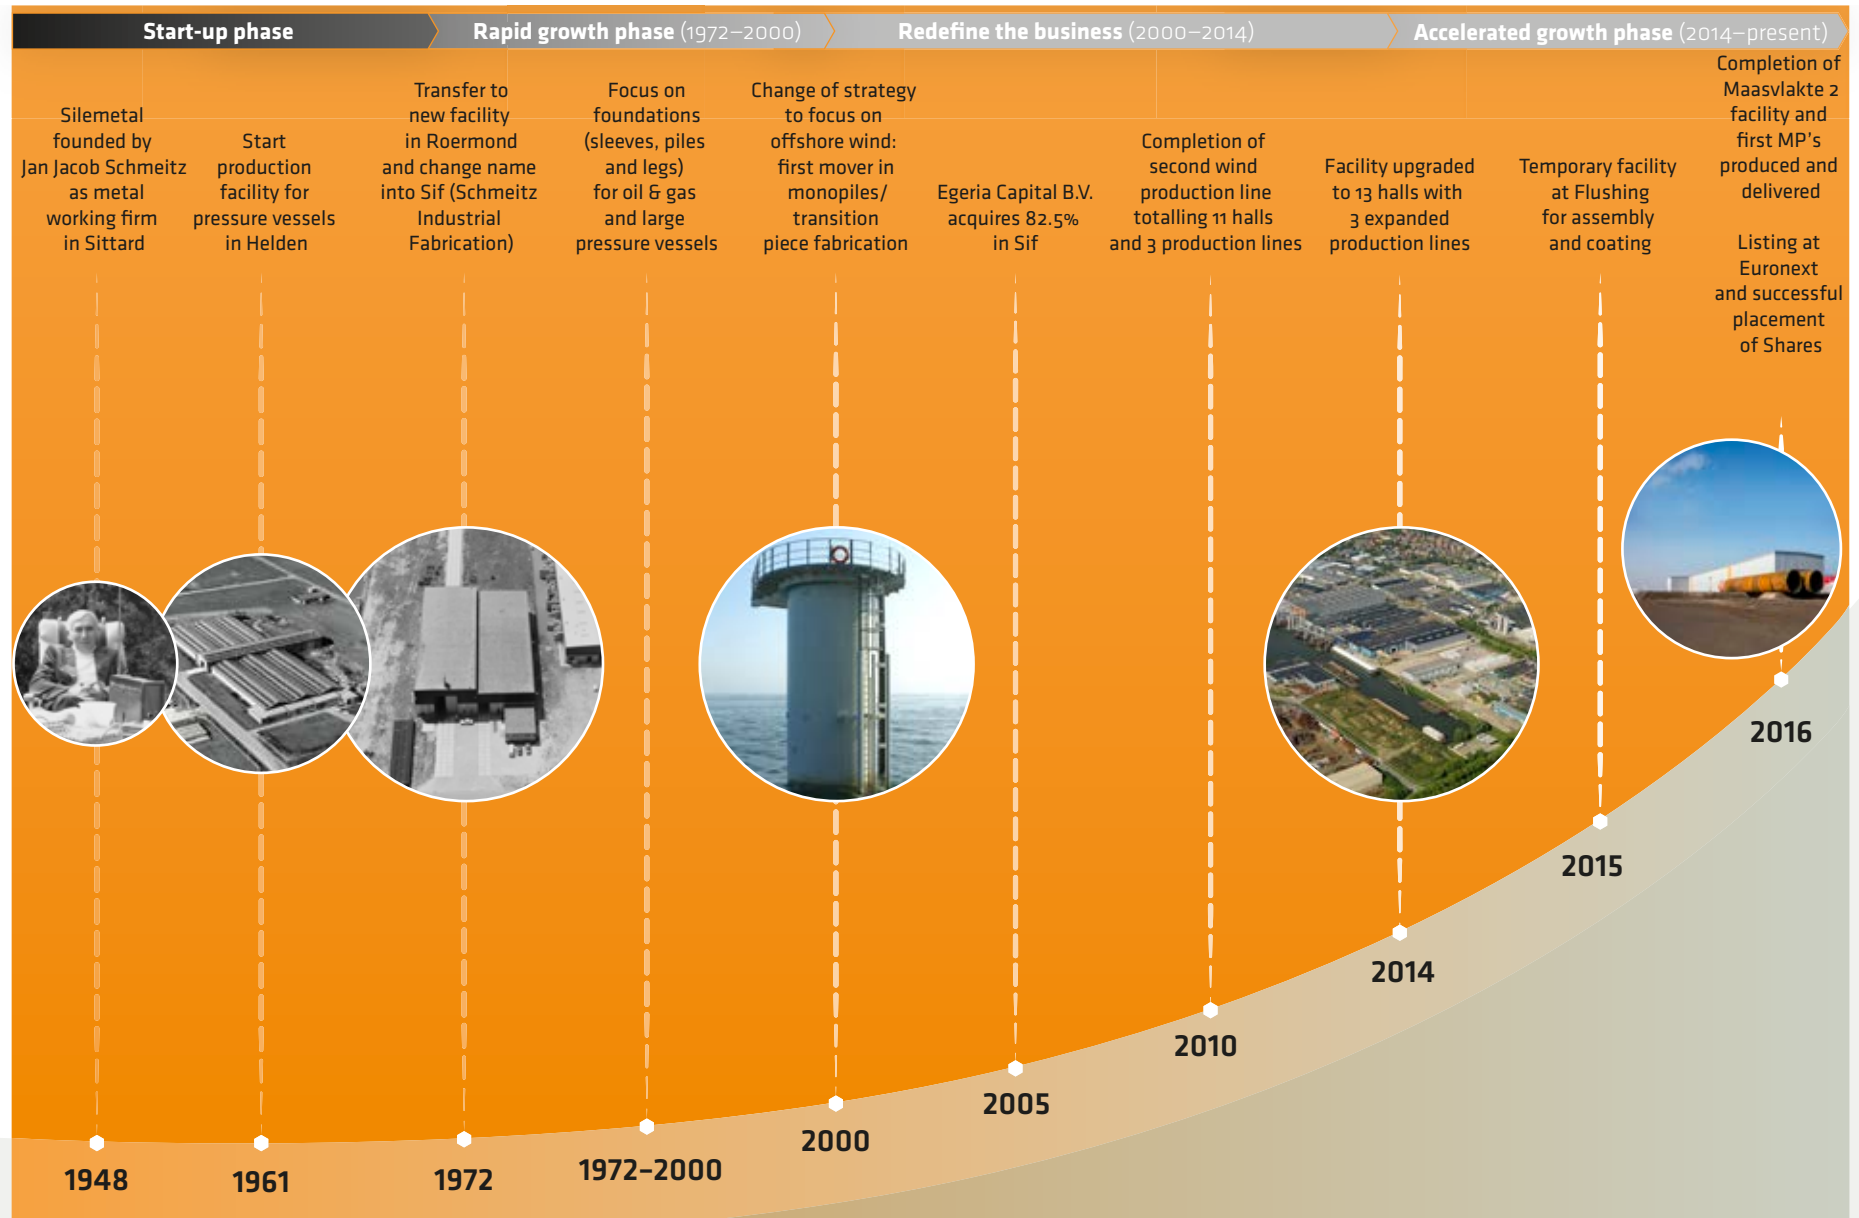 Start-up phase
Rapid growth phase (1972–2000)
Redefine the business (2000–2014)
Accelerated growth phase (2014–present)
Silemetal
founded by
Jan Jacob Schmeitz
as metal
working firm
in Sittard
Start
production
facility for
pressure vessels
in Helden
Transfer to
new facility
in Roermond
and change name
into Sif (Schmeitz
Industrial
Fabrication)
Focus on
foundations
(sleeves, piles
and legs)
for oil & gas
and large
pressure vessels
Change of strategy
to focus on
offshore wind:
first mover in
monopiles/
transition
piece fabrication
Egeria Capital B.V.
acquires 82.5%
in Sif
Completion of
second wind
production line
totalling 11 halls
and 3 production lines
Facility upgraded
to 13 halls with
3 expanded
production lines
Temporary facility
at Flushing
for assembly
and coating
Completion of
Maasvlakte 2
facility and
first MP's
produced and
delivered
Listing at
Euronext
and successful
placement
of Shares
1948
1961
1972
1972–2000
2000
2005
2010
2014
2015
2016